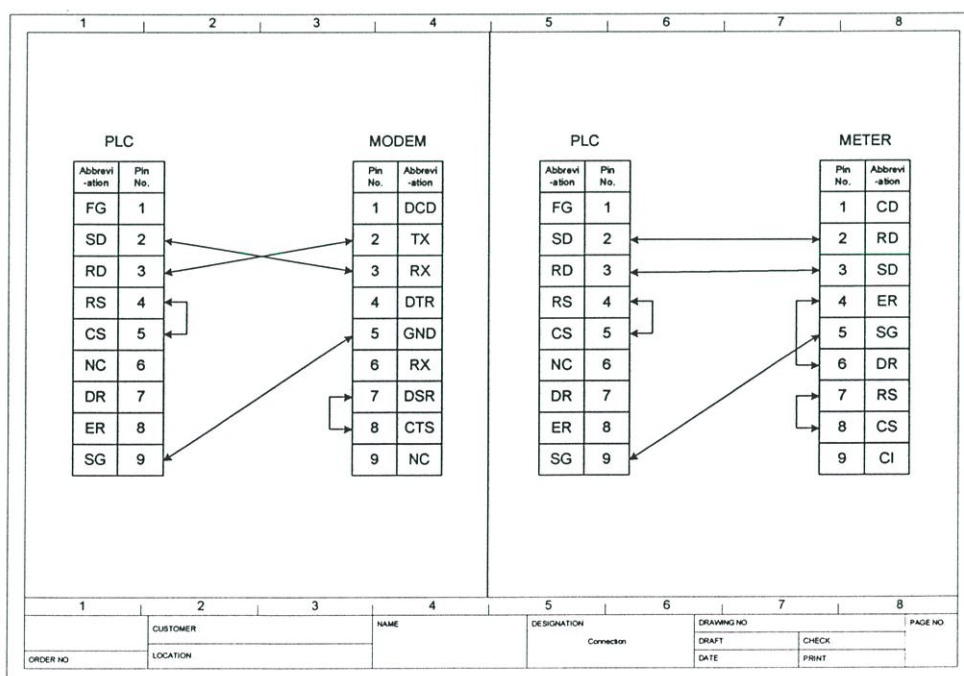 1 2 3 4 5 6 7 8
PLC MODEM
Abbrevi Pin Pin Abbrevi
-ation No. No. -ation
FG 1 1 DCD
SD 2 2 TX
RD 3 3 RX
RS 4 4 DTR
CS 5 5 GND
NC 6 6 RX
DR 7 7 DSR
ER 8 8 CTS
SG 9 9 NC
PLC METER
Abbrevi Pin Pin Abbrevi
-ation No. No. -ation
FG 1 1 CD
SD 2 2 RD
RD 3 3 SD
RS 4 4 ER
CS 5 5 SG
NC 6 6 DR
DR 7 7 RS
ER 8 8 CS
SG 9 9 CI
1 2 3 4 5 6 7 8
CUSTOMER NAME DESIGNATION DRAWING NO PAGE NO
Connection DRAFT CHECK
ORDER NO LOCATION DATE PRINT